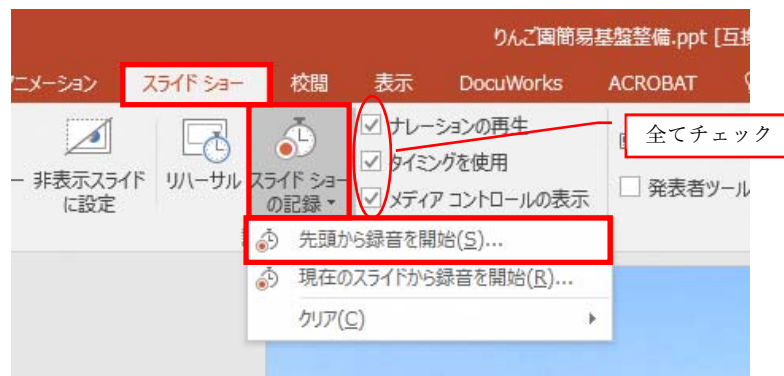 りんご園簡易基盤整備.ppt [互換
ニメーション スライド ショー 校閲 表示 DocuWorks ACROBAT
非表示スライド
に設定
リハーサル
スライド ショー
の記録
ナレーションの再生
タイミングを使用
メディア コントロールの表示
全てチェック
発表者ツール
先頭から録音を開始(S)...
現在のスライドから録音を開始(R)...
クリア(C)